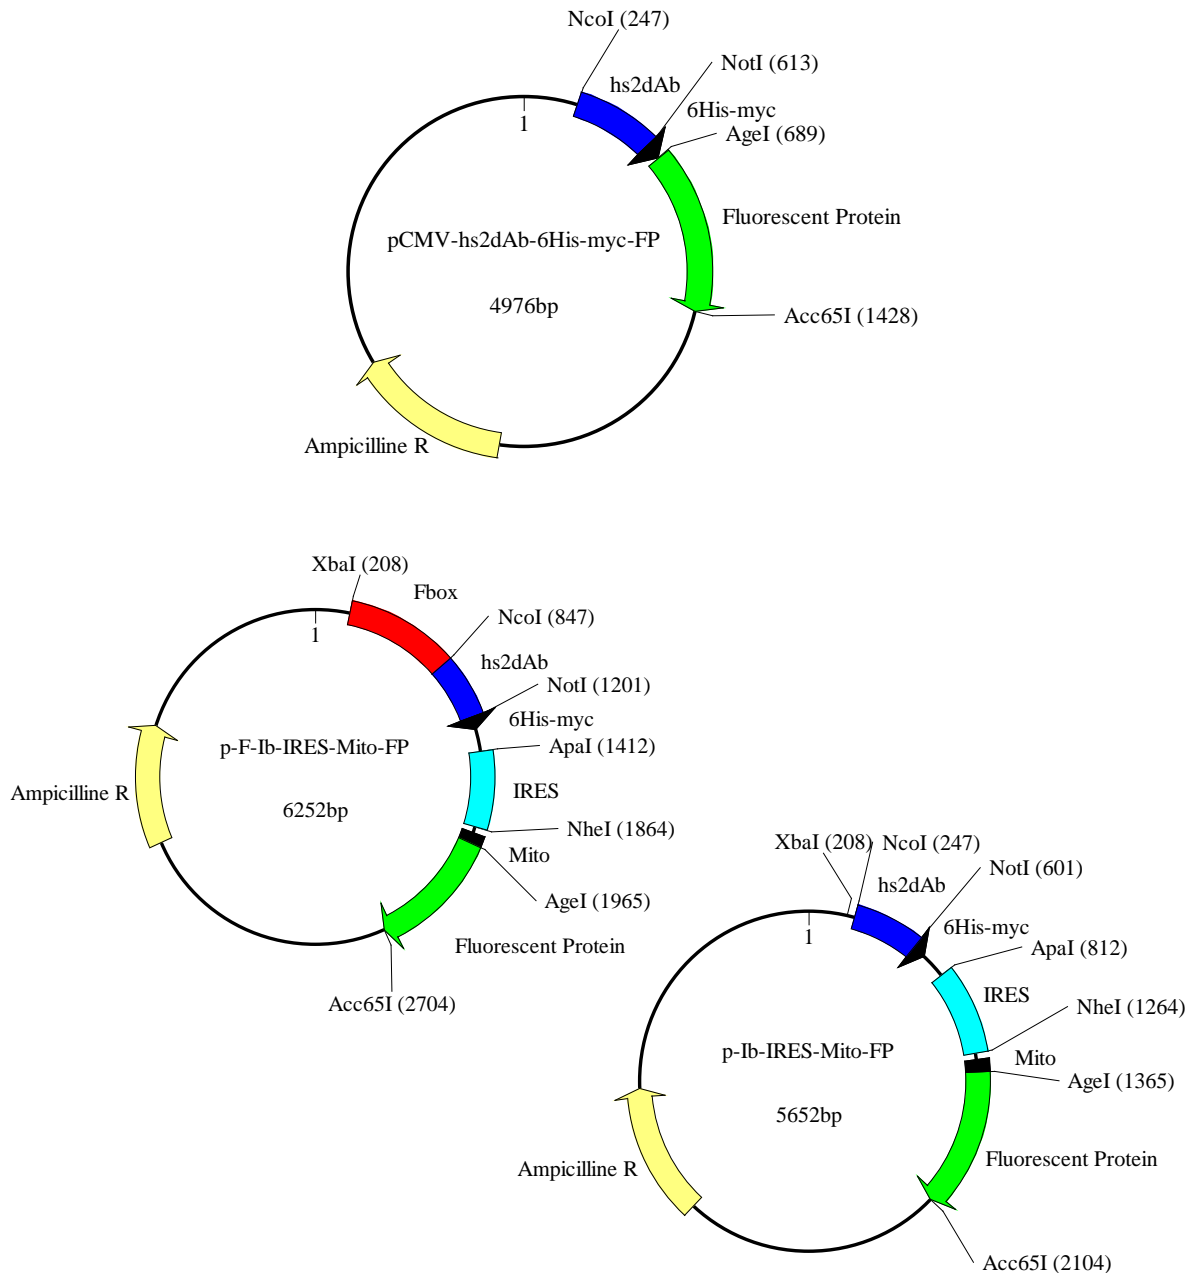 NcoI (247)
NotI (613)
hs2dAb
6His-myc
AgeI (689)
1
Fluorescent Protein
pCMV-hs2dAb-6His-myc-FP
4976bp
Acc65I (1428)
Ampicilline R
XbaI (208)
Fbox
NcoI (847)
1
hs2dAb
NotI (1201)
6His-myc
p-F-Ib-IRES-Mito-FP
ApaI (1412)
Ampicilline R
IRES
6252bp
NheI (1864)
Mito
AgeI (1965)
Fluorescent Protein
Acc65I (2704)
XbaI (208)
NcoI (247)
NotI (601)
hs2dAb
1
6His-myc
ApaI (812)
IRES
NheI (1264)
p-Ib-IRES-Mito-FP
Mito
AgeI (1365)
5652bp
Fluorescent Protein
Ampicilline R
Acc65I (2104)